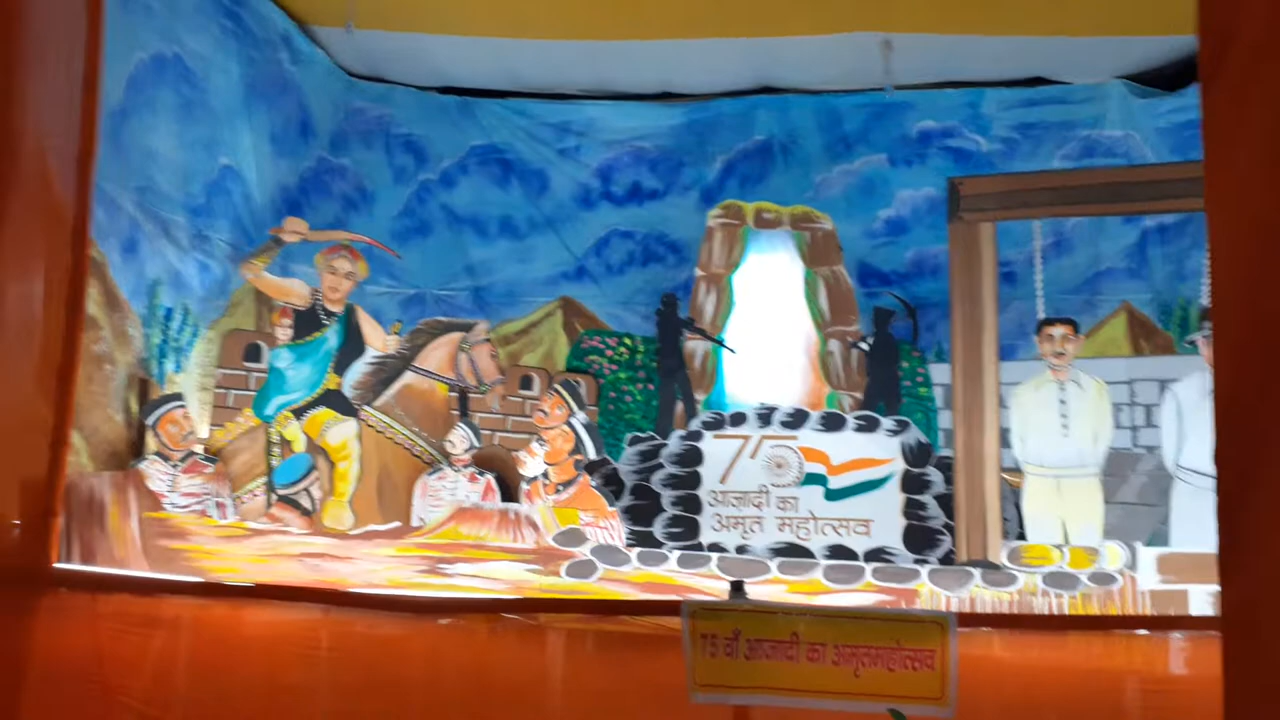 75
आज़ादी का
अमृत महोत्सव
75 वाँ आजादी का अमृतमहोत्सव